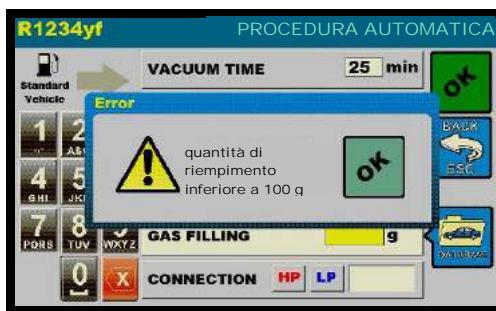 R1234yf PROCEDURA AUTOMATICA
Standard
Vehicle
VACUUM TIME 25 min
OK
Error
quantità di
riempimento
inferiore a 100 g
OK
BACK
ESC
1 2
4 5
GHI
7 8
PQRS TUV WXYZ
GAS FILLING g
DATABASE
0 X CONNECTION HP LP